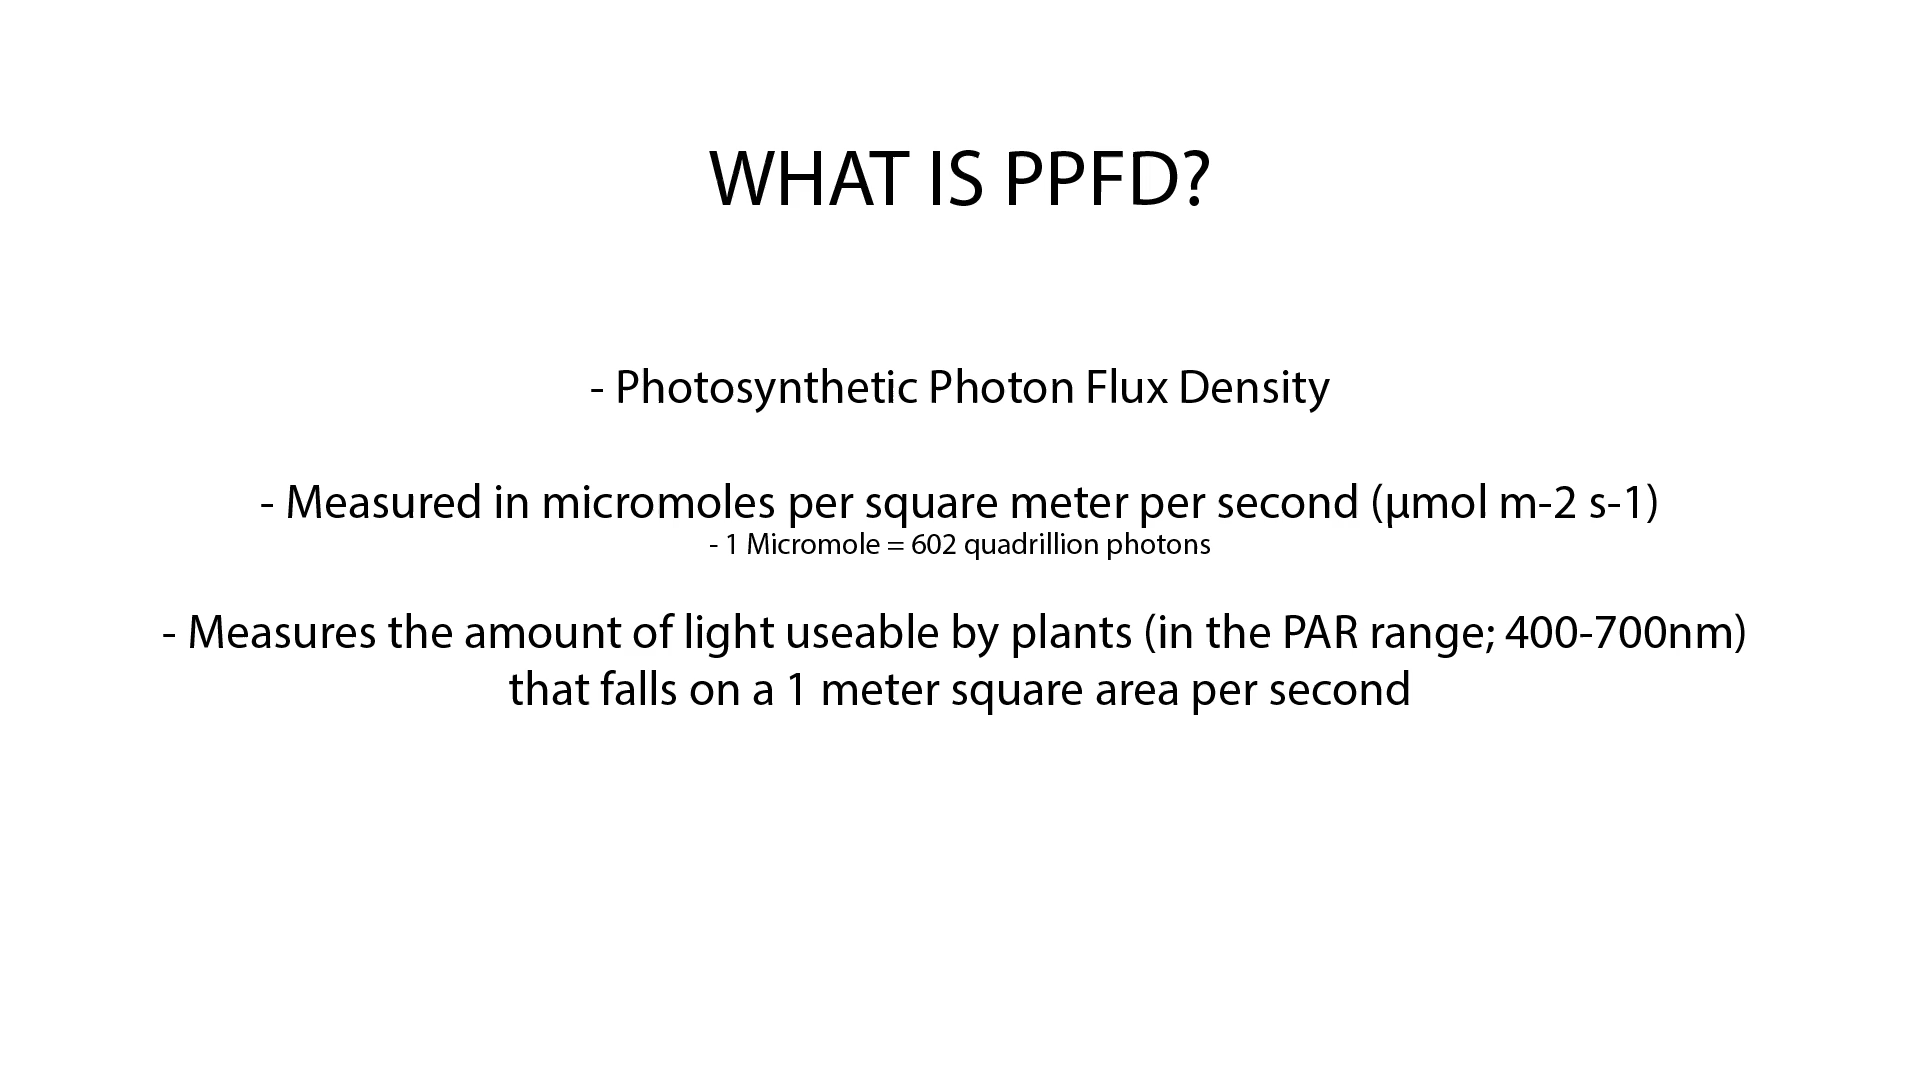 WHAT IS PPFD?
- Photosynthetic Photon Flux Density
- Measured in micromoles per square meter per second (µmol m-2 s-1)
- 1 Micromole = 602 quadrillion photons
- Measures the amount of light useable by plants (in the PAR range; 400-700nm)
that falls on a 1 meter square area per second